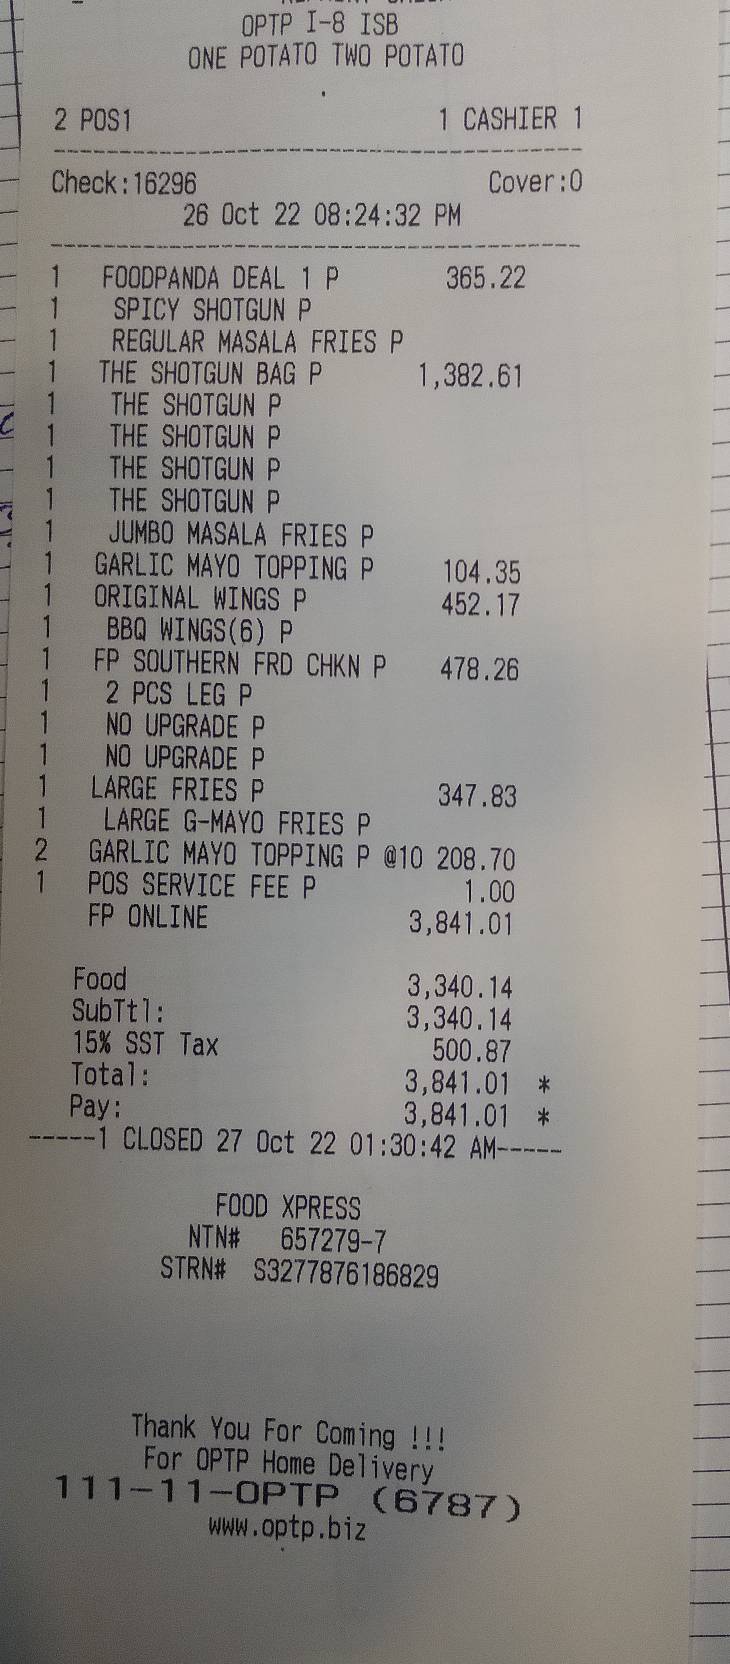 OPTP I-8 ISB
ONE POTATO TWO POTATO
2 POS1 1 CASHIER 1
Check:16296 Cover:0
26 Oct 22 08:24:32 PM
1 FOODPANDA DEAL 1 P 365.22
1 SPICY SHOTGUN P
1 REGULAR MASALA FRIES P
1 THE SHOTGUN BAG P 1,382.61
1 THE SHOTGUN P
1 THE SHOTGUN P
1 THE SHOTGUN P
1 THE SHOTGUN P
1 JUMBO MASALA FRIES P
1 GARLIC MAYO TOPPING P 104.35
1 ORIGINAL WINGS P 452.17
1 BBQ WINGS(6) P
1 FP SOUTHERN FRD CHKN P 478.26
1 2 PCS LEG P
1 NO UPGRADE P
1 NO UPGRADE P
1 LARGE FRIES P 347.83
1 LARGE G-MAYO FRIES P
2 GARLIC MAYO TOPPING P @10 208.70
1 POS SERVICE FEE P 1.00
FP ONLINE 3,841.01
Food 3,340.14
SubTtl: 3,340.14
15% SST Tax 500.87
Total: 3,841.01 *
Pay: 3,841.01 *
-----1 CLOSED 27 Oct 22 01:30:42 AM-----
FOOD XPRESS
NTN# 657279-7
STRN# S3277876186829
Thank You For Coming !!!
For OPTP Home Delivery
111-11-OPTP (6787)
www.optp.biz